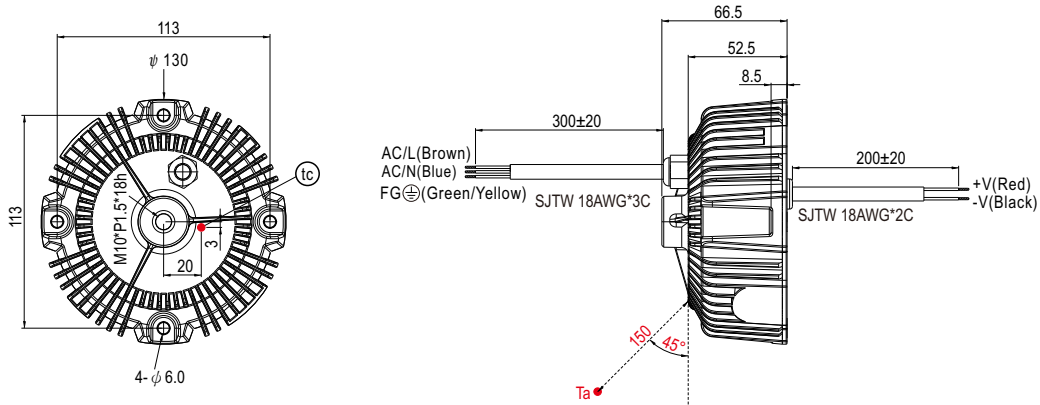 113
ψ 130
113
M10*P1.5*18h
tc
3
20
4-ϕ 6.0
66.5
52.5
8.5
300±20
AC/L(Brown)
AC/N(Blue)
FG⏚(Green/Yellow)
SJTW 18AWG*3C
200±20
+V(Red)
-V(Black)
SJTW 18AWG*2C
150
45°
Ta